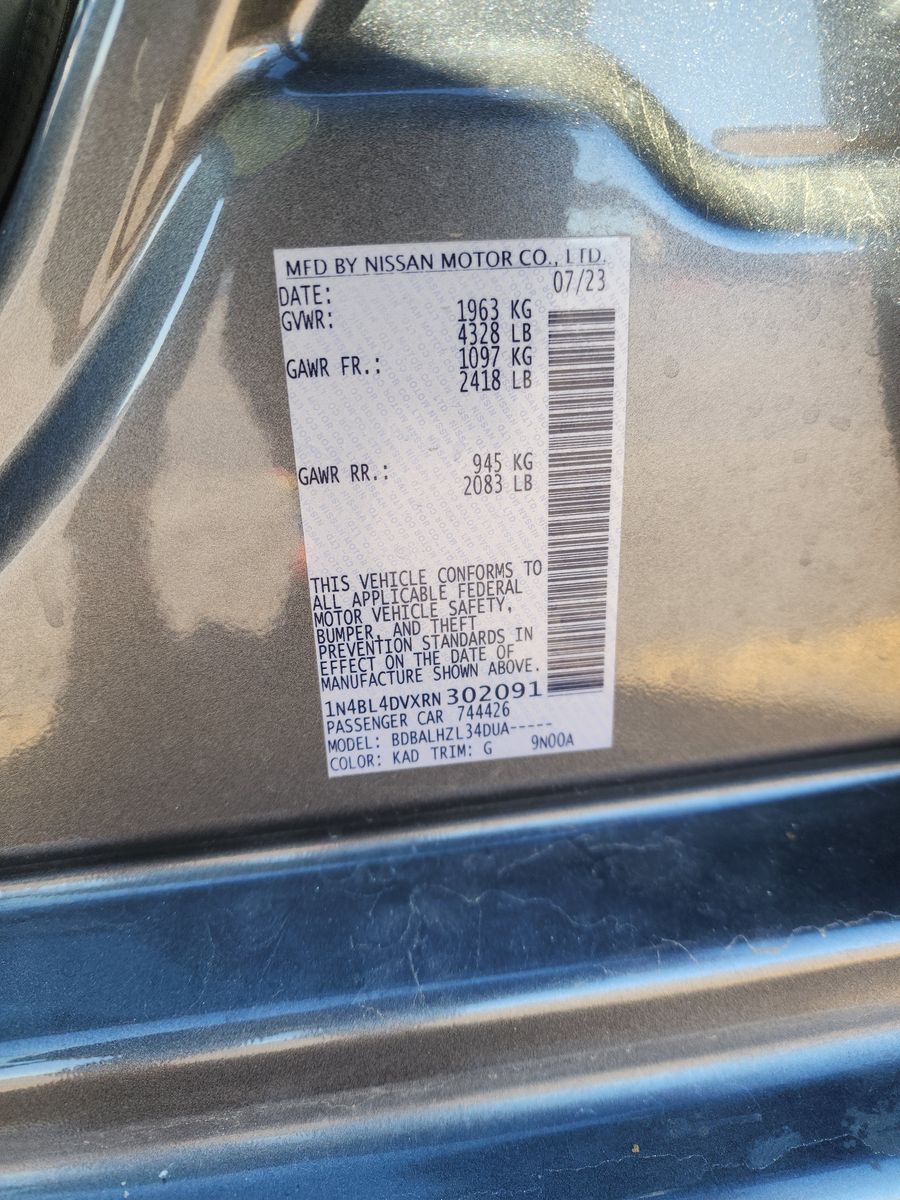 MFD BY NISSAN MOTOR CO., LTD.
DATE: 07/23
GVWR: 1963 KG
4328 LB
GAWR FR.: 1097 KG
2418 LB
GAWR RR.: 945 KG
2083 LB
THIS VEHICLE CONFORMS TO
ALL APPLICABLE FEDERAL
MOTOR VEHICLE SAFETY,
BUMPER, AND THEFT
PREVENTION STANDARDS IN
EFFECT ON THE DATE OF
MANUFACTURE SHOWN ABOVE.
1N4BL4DVXRN302091
PASSENGER CAR 744426
MODEL: BDBALHZL34DUA-----
COLOR: KAD TRIM: G 9N00A